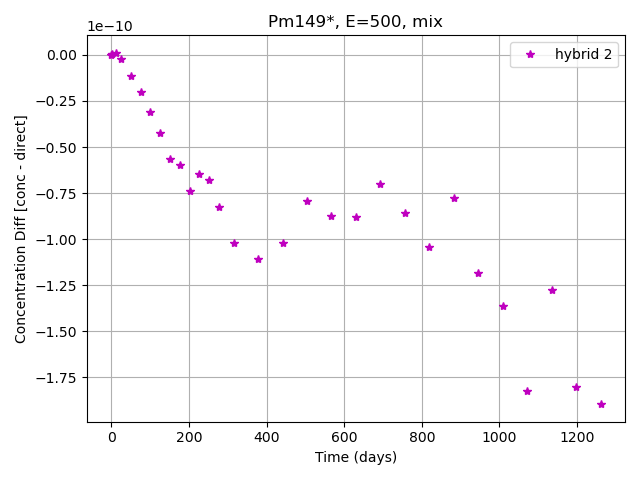 Pm149*, E=500, mix
1e−10
hybrid 2
0.00
−0.25
−0.50
−0.75
−1.00
−1.25
−1.50
−1.75
Concentration Diff [conc - direct]
0 200 400 600 800 1000 1200
Time (days)